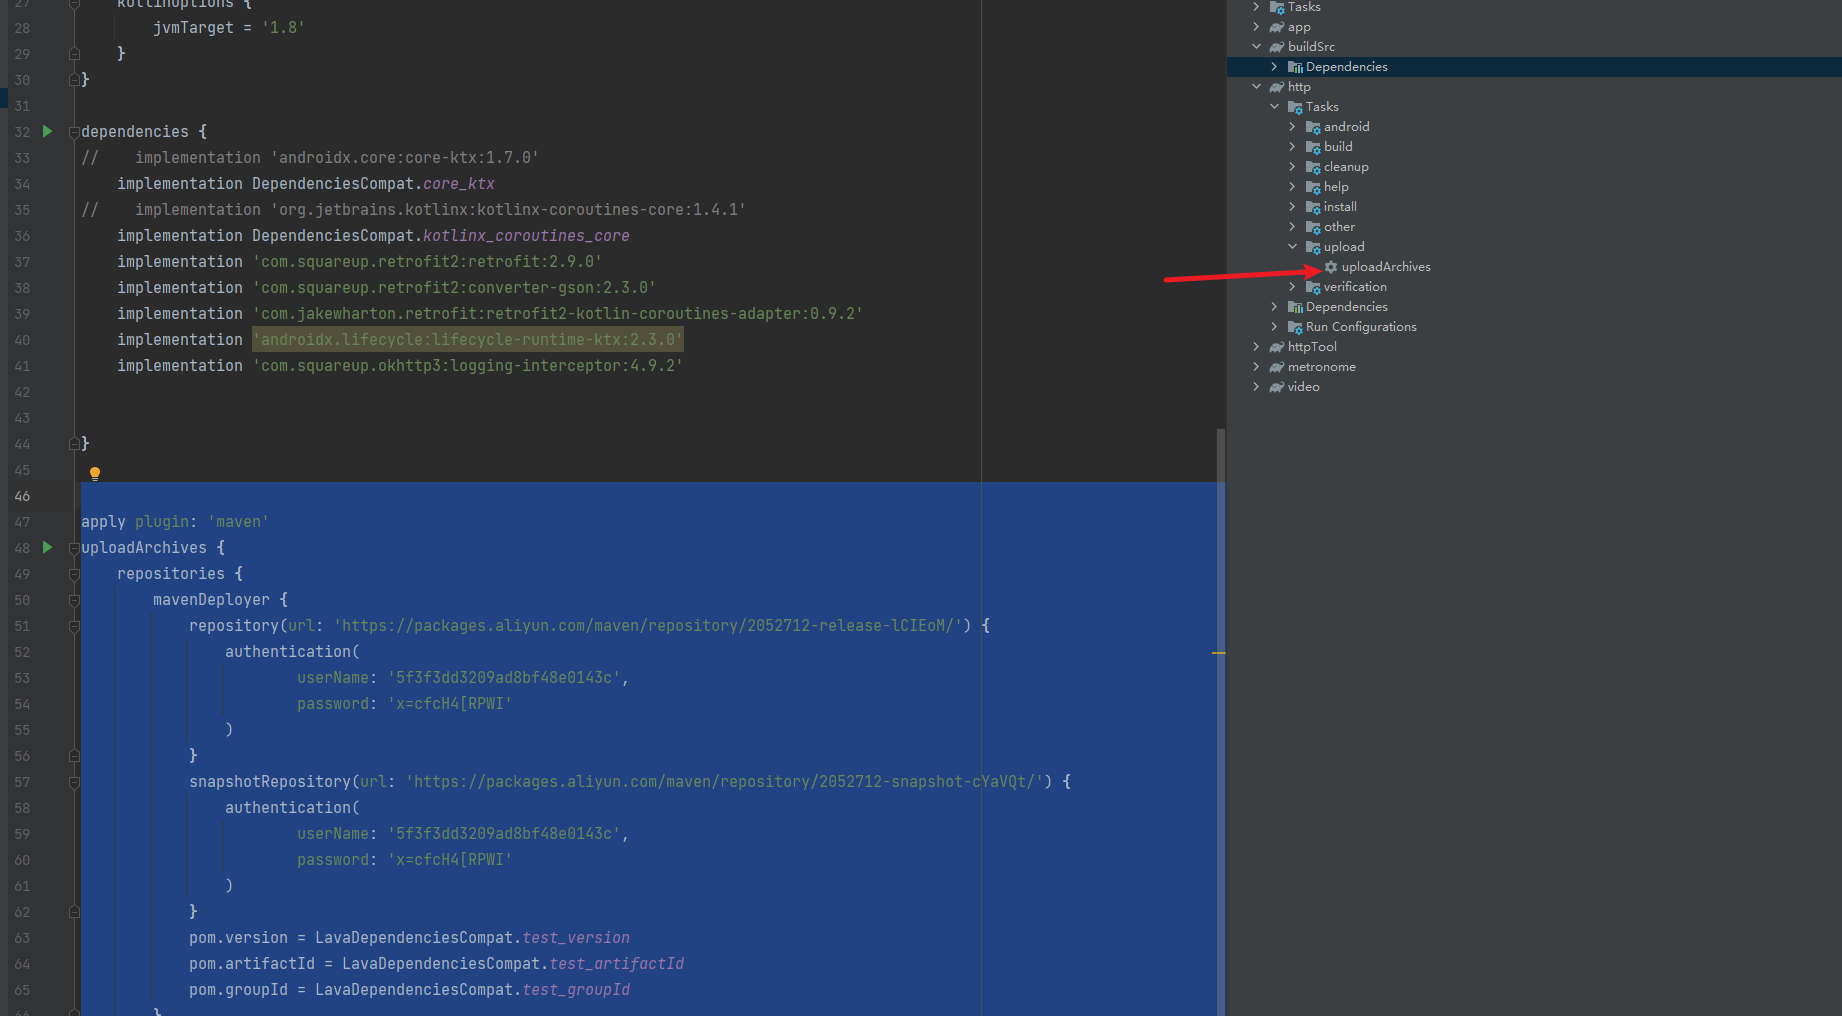 27 kotlinOptions {
28 jvmTarget = '1.8'
29 }
30 }
31
32 dependencies {
33 // implementation 'androidx.core:core-ktx:1.7.0'
34 implementation DependenciesCompat.core_ktx
35 // implementation 'org.jetbrains.kotlinx:kotlinx-coroutines-core:1.4.1'
36 implementation DependenciesCompat.kotlinx_coroutines_core
37 implementation 'com.squareup.retrofit2:retrofit:2.9.0'
38 implementation 'com.squareup.retrofit2:converter-gson:2.3.0'
39 implementation 'com.jakewharton.retrofit:retrofit2-kotlin-coroutines-adapter:0.9.2'
40 implementation 'androidx.lifecycle:lifecycle-runtime-ktx:2.3.0'
41 implementation 'com.squareup.okhttp3:logging-interceptor:4.9.2'
42
43
44 }
45
46
47 apply plugin: 'maven'
48 uploadArchives {
49 repositories {
50 mavenDeployer {
51 repository(url: 'https://packages.aliyun.com/maven/repository/2052712-release-lCIEoM/') {
52 authentication(
53 userName: '5f3f3dd3209ad8bf48e0143c',
54 password: 'x=cfcH4[RPWI'
55 )
56 }
57 snapshotRepository(url: 'https://packages.aliyun.com/maven/repository/2052712-snapshot-cYaVQt/') {
58 authentication(
59 userName: '5f3f3dd3209ad8bf48e0143c',
60 password: 'x=cfcH4[RPWI'
61 )
62 }
63 pom.version = LavaDependenciesCompat.test_version
64 pom.artifactId = LavaDependenciesCompat.test_artifactId
65 pom.groupId = LavaDependenciesCompat.test_groupId
66 }
Tasks
app
buildSrc
Dependencies
http
Tasks
android
build
cleanup
help
install
other
upload
uploadArchives
verification
Dependencies
Run Configurations
httpTool
metronome
video